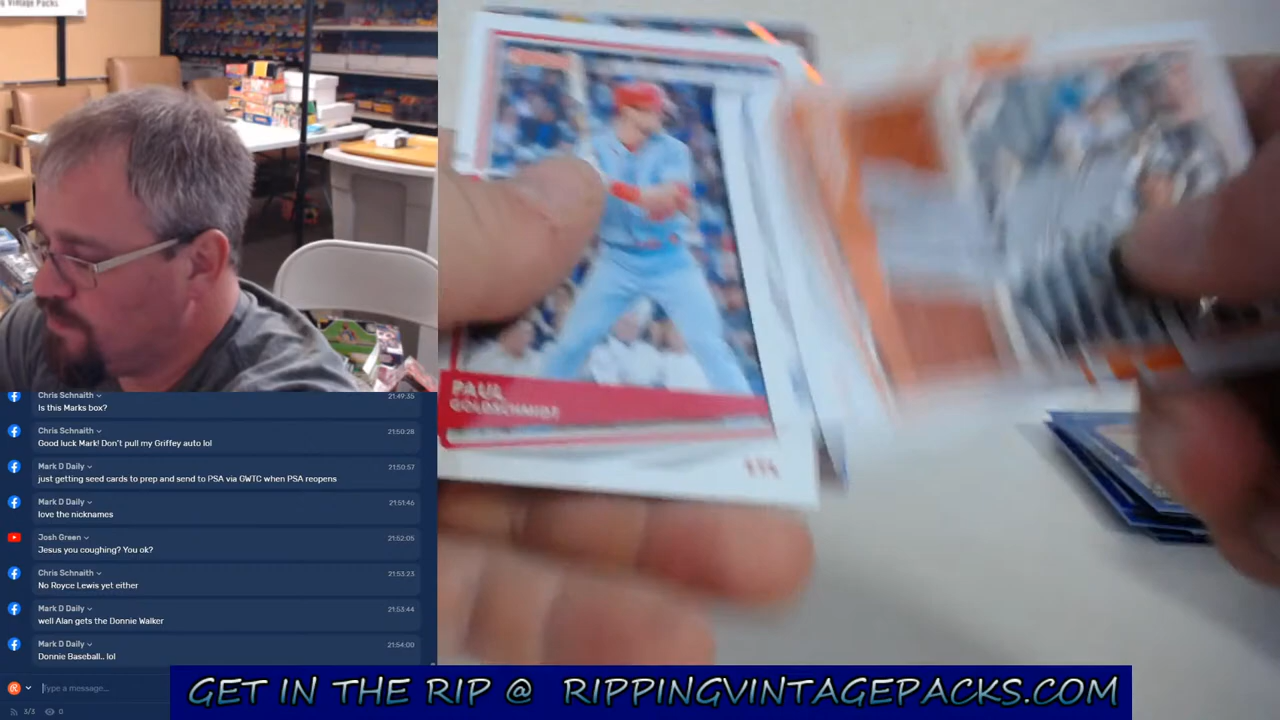 ng Vintage Packs
Chris Schnaith 21:49:35
Is this Marks box?
Chris Schnaith 21:50:28
Good luck Mark! Don't pull my Griffey auto lol
Mark D Daily 21:50:57
just getting seed cards to prep and send to PSA via GWTC when PSA reopens
Mark D Daily 21:51:46
love the nicknames
Josh Green 21:52:05
Jesus you coughing? You ok?
Chris Schnaith 21:53:23
No Royce Lewis yet either
Mark D Daily 21:53:44
well Alan gets the Donnie Walker
Mark D Daily 21:54:00
Donnie Baseball.. lol
Type a message...
3/3 0
PAUL
GOLDSCHMIDT
GET IN THE RIP @ RIPPINGVINTAGEPACKS.COM